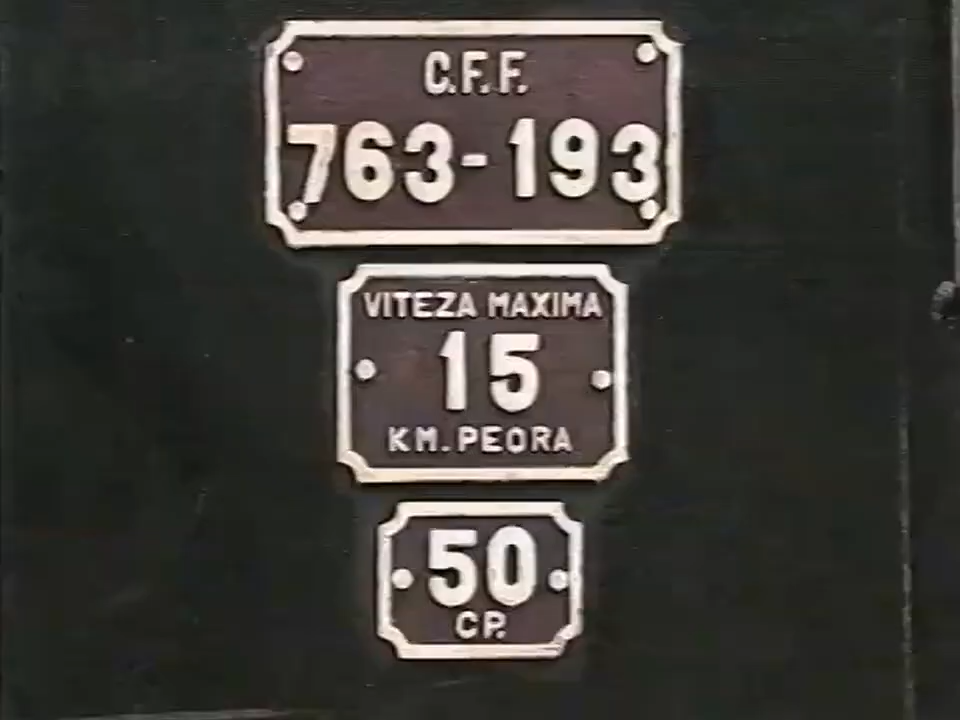 C.F.F.
763-193
VITEZA MAXIMA
15
KM. PEORA
50
CP.